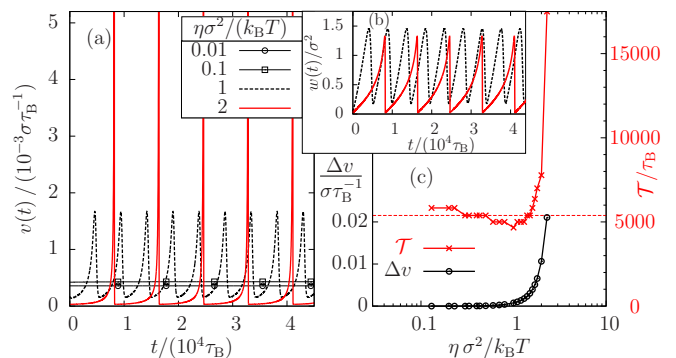 (a)
ησ²/(k_BT)
0.01
0.1
1
2
v(t)/(10⁻³στ_B⁻¹)
5
4
3
2
1
0
0 1 2 3 4
t/(10⁴τ_B)
(b)
w(t)/σ²
1.5
1
0.5
0
0 1 2 3 4
t/(10⁴τ_B)
(c)
Δv
στ_B⁻¹
0.02
0.01
0
𝒯
Δv
0.1 1 10
η σ²/k_BT
15000
10000
5000
0
𝒯/τ_B